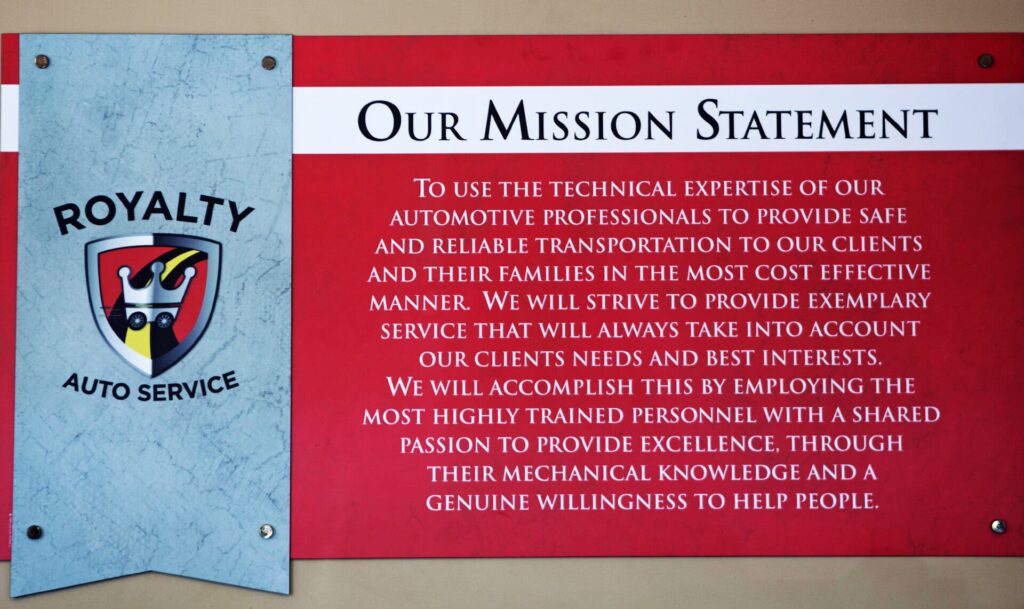 ROYALTY
AUTO SERVICE
OUR MISSION STATEMENT
TO USE THE TECHNICAL EXPERTISE OF OUR
AUTOMOTIVE PROFESSIONALS TO PROVIDE SAFE
AND RELIABLE TRANSPORTATION TO OUR CLIENTS
AND THEIR FAMILIES IN THE MOST COST EFFECTIVE
MANNER. WE WILL STRIVE TO PROVIDE EXEMPLARY
SERVICE THAT WILL ALWAYS TAKE INTO ACCOUNT
OUR CLIENTS NEEDS AND BEST INTERESTS.
WE WILL ACCOMPLISH THIS BY EMPLOYING THE
MOST HIGHLY TRAINED PERSONNEL WITH A SHARED
PASSION TO PROVIDE EXCELLENCE, THROUGH
THEIR MECHANICAL KNOWLEDGE AND A
GENUINE WILLINGNESS TO HELP PEOPLE.